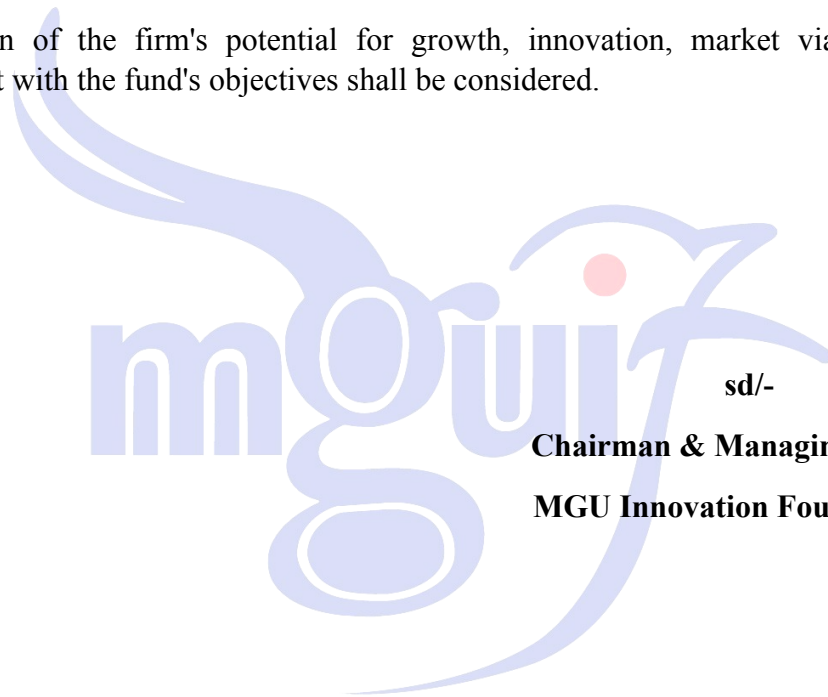 n of the firm's potential for growth, innovation, market via
t with the fund's objectives shall be considered.
mguif
sd/-
Chairman & Managin
MGU Innovation Fou